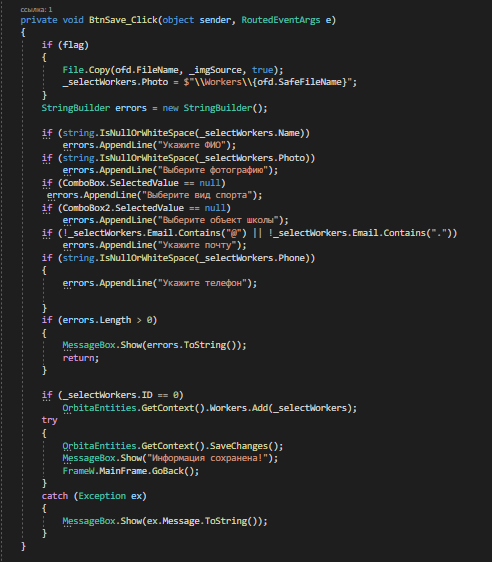 ссылка: 1
private void BtnSave_Click(object sender, RoutedEventArgs e)
{
if (flag)
{
File.Copy(ofd.FileName, _imgSource, true);
_selectWorkers.Photo = $"\\Workers\\{ofd.SafeFileName}";
}
StringBuilder errors = new StringBuilder();
if (string.IsNullOrWhiteSpace(_selectWorkers.Name))
errors.AppendLine("Укажите ФИО");
if (string.IsNullOrWhiteSpace(_selectWorkers.Photo))
errors.AppendLine("Выберите фотографию");
if (ComboBox.SelectedValue == null)
errors.AppendLine("Выберите вид спорта");
if (ComboBox2.SelectedValue == null)
errors.AppendLine("Выберите объект школы");
if (!_selectWorkers.Email.Contains("@") || !_selectWorkers.Email.Contains("."))
errors.AppendLine("Укажите почту");
if (string.IsNullOrWhiteSpace(_selectWorkers.Phone))
{
errors.AppendLine("Укажите телефон");
}
if (errors.Length > 0)
{
MessageBox.Show(errors.ToString());
return;
}
if (_selectWorkers.ID == 0)
OrbitaEntities.GetContext().Workers.Add(_selectWorkers);
try
{
OrbitaEntities.GetContext().SaveChanges();
MessageBox.Show("Информация сохранена!");
FrameW.MainFrame.GoBack();
}
catch (Exception ex)
{
MessageBox.Show(ex.Message.ToString());
}
}